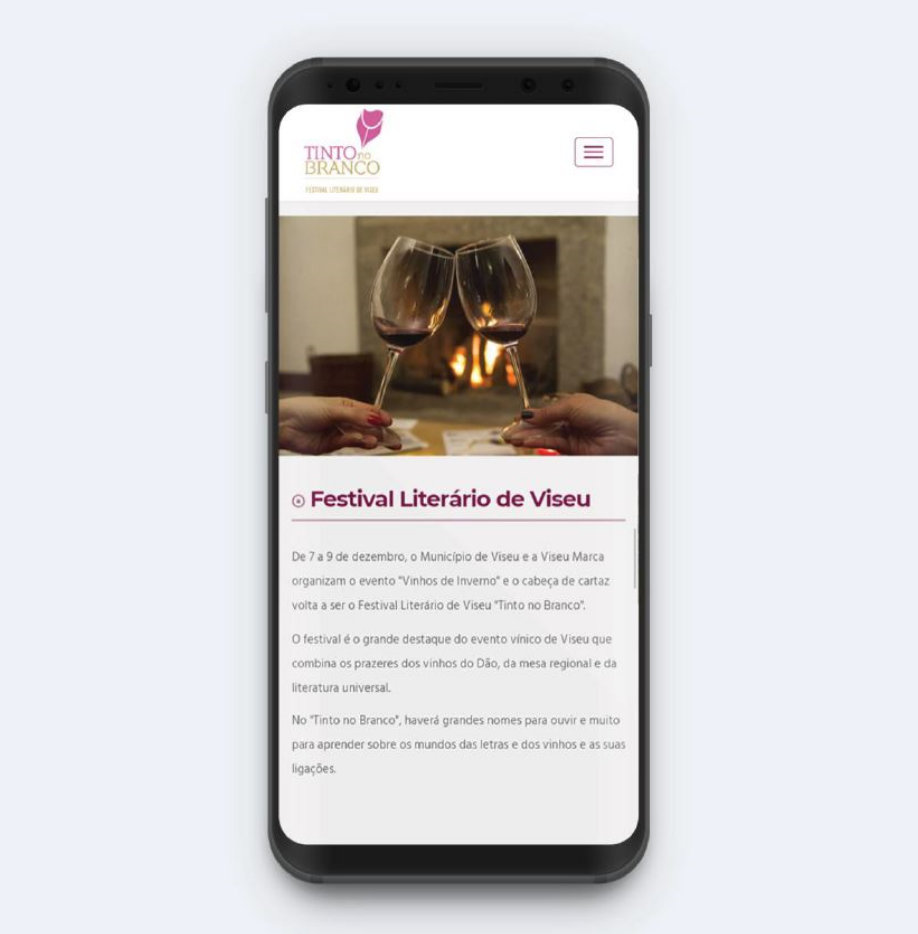 TINTO no
BRANCO
FESTIVAL LITERÁRIO DE VISEU
Festival Literário de Viseu
De 7 a 9 de dezembro, o Município de Viseu e a Viseu Marca
organizam o evento "Vinhos de Inverno" e o cabeça de cartaz
volta a ser o Festival Literário de Viseu "Tinto no Branco".
O festival é o grande destaque do evento vínico de Viseu que
combina os prazeres dos vinhos do Dão, da mesa regional e da
literatura universal.
No "Tinto no Branco", haverá grandes nomes para ouvir e muito
para aprender sobre os mundos das letras e dos vinhos e as suas
ligações.